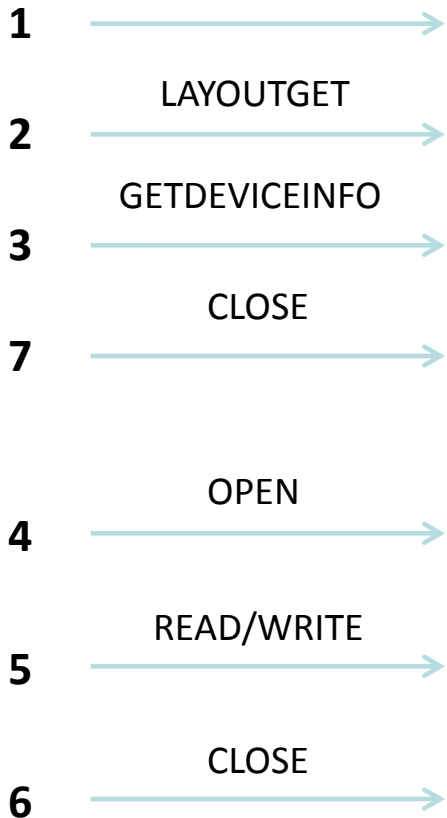 1
LAYOUTGET
2
GETDEVICEINFO
3
CLOSE
7
OPEN
4
READ/WRITE
5
CLOSE
6